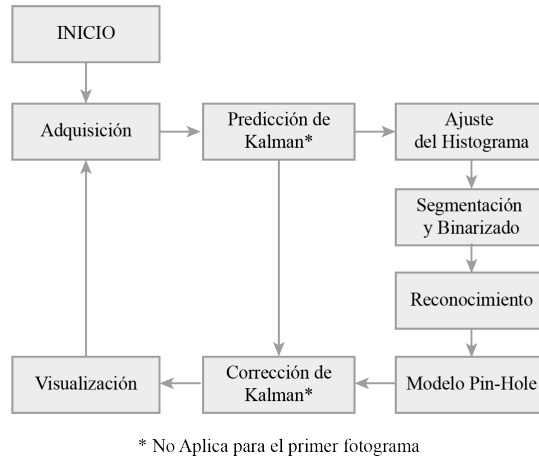 INICIO
Adquisición
Predicción de
Kalman*
Ajuste
del Histograma
Segmentación
y Binarizado
Reconocimiento
Modelo Pin-Hole
Corrección de
Kalman*
Visualización
* No Aplica para el primer fotograma